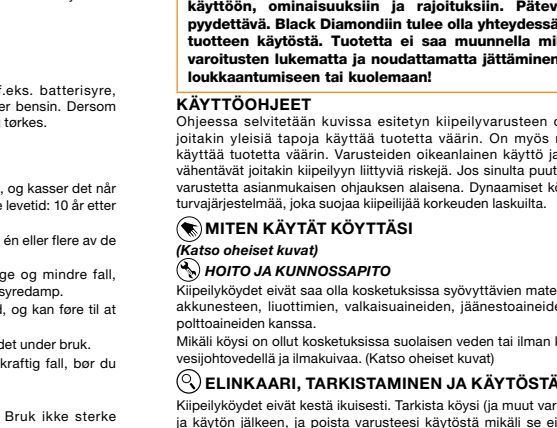 f.eks. batterisyre,
er bensin. Dersom
tørkes.
, og kasser det når
levetid: 10 år etter
én eller flere av de
ge og mindre fall,
syredamp.
d, og kan føre til at
det under bruk.
kraftig fall, bør du
Bruk ikke sterke
käyttöön, ominaisuuksiin ja rajoituksiin. Pätev
pyydettävä. Black Diamondiin tulee olla yhteydessä
tuotteen käytöstä. Tuotetta ei saa muunnella mi
varoitusten lukematta ja noudattamatta jättäminen
loukkaantumiseen tai kuolemaan!
KÄYTTÖOHJEET
Ohjeessa selvitetään kuvissa esitetyn kiipeilyvarusteen
joitakin yleisiä tapoja käyttää tuotetta väärin. On myös
käyttää tuotetta väärin. Varusteiden oikeanlainen käyttö ja
vähentävät joitakin kiipeilyyn liittyviä riskejä. Jos sinulta puut
varustetta asianmukaisen ohjauksen alaisena. Dynaamiset kö
turvajärjestelmää, joka suojaa kiipeilijää korkeuden laskuilta.
MITEN KÄYTÄT KÖYTTÄSI
(Katso oheiset kuvat)
HOITO JA KUNNOSSAPITO
Kiipeilyköydet eivät saa olla kosketuksissa syövyttävien mate
akkunesteen, liuottimien, valkaisuaineiden, jäänestoaineide
polttoaineiden kanssa.
Mikäli köysi on ollut kosketuksissa suolaisen veden tai ilman
vesijohtovedellä ja ilmakuivaa. (Katso oheiset kuvat)
ELINKAARI, TARKISTAMINEN JA KÄYTÖSTÄ
Kiipeilyköydet eivät kestä ikuisesti. Tarkista köysi (ja muut var
ja käytön jälkeen, ja poista varusteesi käytöstä mikäli se ei